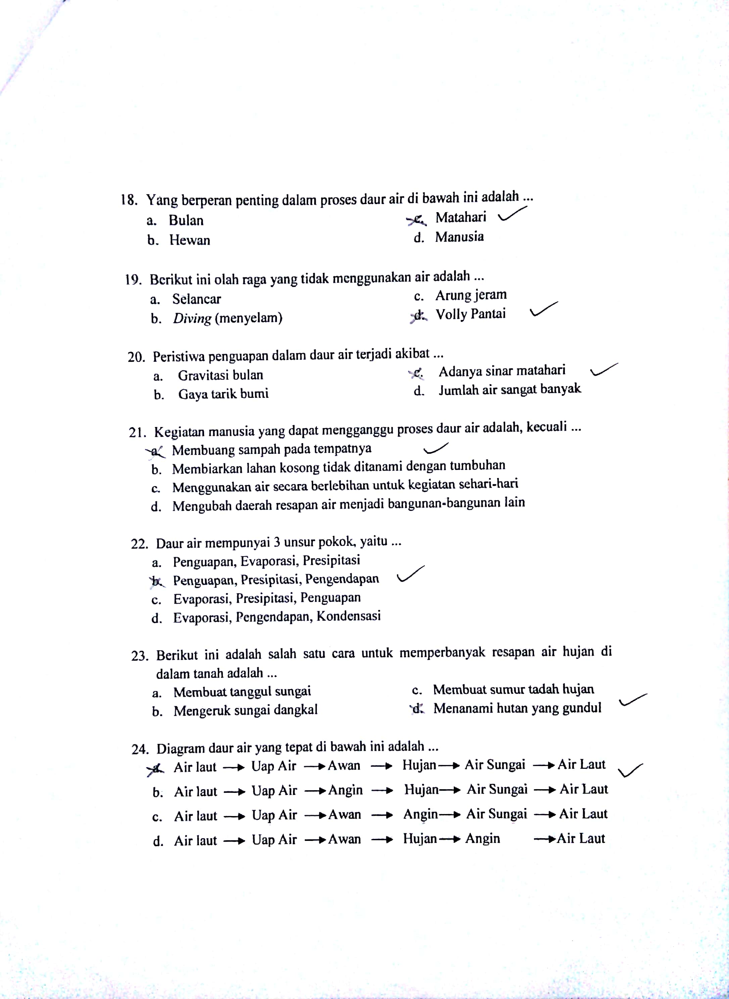 18. Yang berperan penting dalam proses daur air di bawah ini adalah ...
a. Bulan
c. Matahari
b. Hewan
d. Manusia
19. Berikut ini olah raga yang tidak menggunakan air adalah ...
a. Selancar
c. Arung jeram
b. Diving (menyelam)
d. Volly Pantai
20. Peristiwa penguapan dalam daur air terjadi akibat ...
a. Gravitasi bulan
c. Adanya sinar matahari
b. Gaya tarik bumi
d. Jumlah air sangat banyak
21. Kegiatan manusia yang dapat mengganggu proses daur air adalah, kecuali ...
a. Membuang sampah pada tempatnya
b. Membiarkan lahan kosong tidak ditanami dengan tumbuhan
c. Menggunakan air secara berlebihan untuk kegiatan sehari-hari
d. Mengubah daerah resapan air menjadi bangunan-bangunan lain
22. Daur air mempunyai 3 unsur pokok, yaitu ...
a. Penguapan, Evaporasi, Presipitasi
b. Penguapan, Presipitasi, Pengendapan
c. Evaporasi, Presipitasi, Penguapan
d. Evaporasi, Pengendapan, Kondensasi
23. Berikut ini adalah salah satu cara untuk memperbanyak resapan air hujan di
dalam tanah adalah ...
a. Membuat tanggul sungai
c. Membuat sumur tadah hujan
b. Mengeruk sungai dangkal
d. Menanami hutan yang gundul
24. Diagram daur air yang tepat di bawah ini adalah ...
a. Air laut → Uap Air → Awan → Hujan → Air Sungai → Air Laut
b. Air laut → Uap Air → Angin → Hujan → Air Sungai → Air Laut
c. Air laut → Uap Air → Awan → Angin → Air Sungai → Air Laut
d. Air laut → Uap Air → Awan → Hujan → Angin → Air Laut